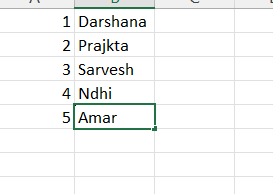 A B C
1 Darshana
2 Prajkta
3 Sarvesh
4 Ndhi
5 Amar